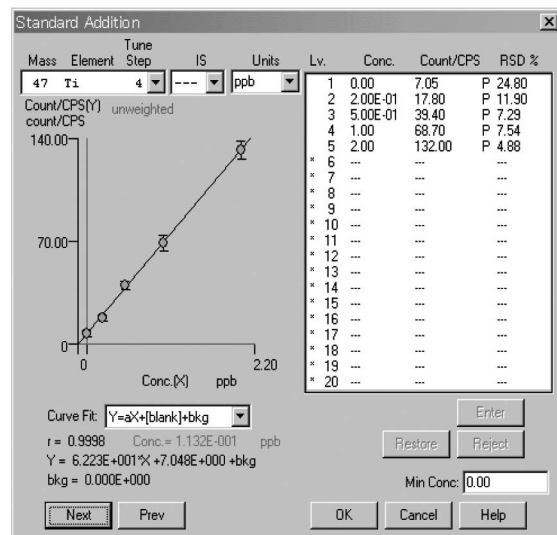 Standard Addition
Tune
Mass Element Step IS Units
47 Ti 4 --- ppb
Count/CPS(Y) unweighted
count/CPS
140.00
70.00
0
0 2.20
Conc.(X) ppb
Curve Fit: Y=aX+[blank]+bkg
r = 0.9998 Conc.= 1.132E-001 ppb
Y = 6.223E+001*X +7.048E+000 +bkg
bkg = 0.000E+000
Next Prev
Lv. Conc. Count/CPS RSD %
1 0.00 7.05 P 24.80
2 2.00E-01 17.80 P 11.90
3 5.00E-01 39.40 P 7.29
4 1.00 68.70 P 7.54
5 2.00 132.00 P 4.88
* 6 --- --- ---
* 7 --- --- ---
* 8 --- --- ---
* 9 --- --- ---
* 10 --- --- ---
* 11 --- --- ---
* 12 --- --- ---
* 13 --- --- ---
* 14 --- --- ---
* 15 --- --- ---
* 16 --- --- ---
* 17 --- --- ---
* 18 --- --- ---
* 19 --- --- ---
* 20 --- --- ---
Enter
Restore Reject
Min Conc: 0.00
OK Cancel Help